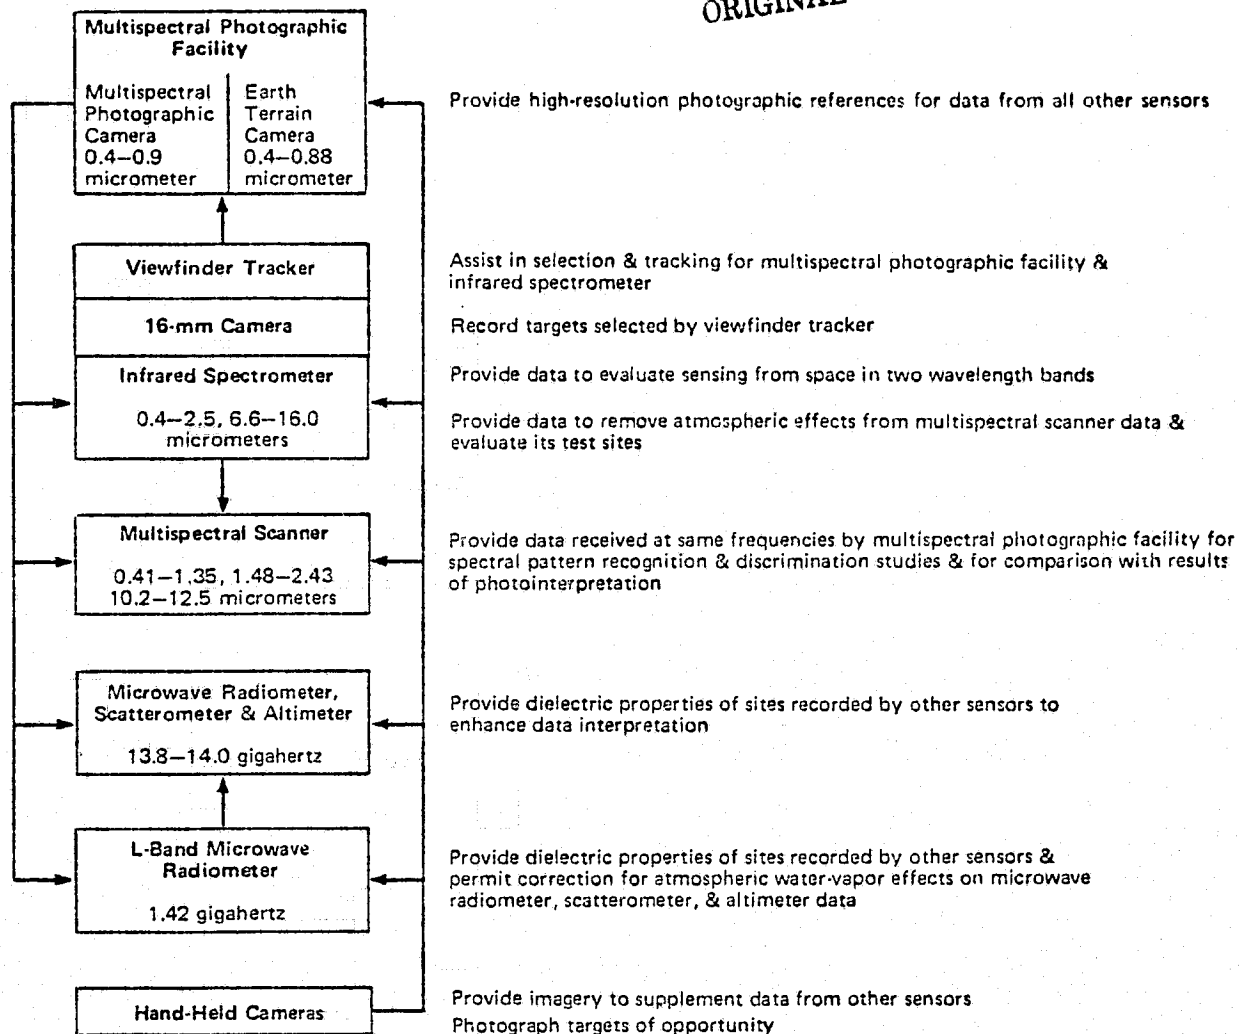 ORIGINAL
Multispectral Photographic
Facility
Multispectral
Photographic
Camera
0.4–0.9
micrometer
Earth
Terrain
Camera
0.4–0.88
micrometer
Provide high-resolution photographic references for data from all other sensors
Viewfinder Tracker
Assist in selection & tracking for multispectral photographic facility &
infrared spectrometer
16-mm Camera
Record targets selected by viewfinder tracker
Infrared Spectrometer
0.4–2.5, 6.6–16.0
micrometers
Provide data to evaluate sensing from space in two wavelength bands
Provide data to remove atmospheric effects from multispectral scanner data &
evaluate its test sites
Multispectral Scanner
0.41–1.35, 1.48–2.43
10.2–12.5 micrometers
Provide data received at same frequencies by multispectral photographic facility for
spectral pattern recognition & discrimination studies & for comparison with results
of photointerpretation
Microwave Radiometer,
Scatterometer & Altimeter
13.8–14.0 gigahertz
Provide dielectric properties of sites recorded by other sensors to
enhance data interpretation
L-Band Microwave
Radiometer
1.42 gigahertz
Provide dielectric properties of sites recorded by other sensors &
permit correction for atmospheric water-vapor effects on microwave
radiometer, scatterometer, & altimeter data
Hand-Held Cameras
Provide imagery to supplement data from other sensors
Photograph targets of opportunity